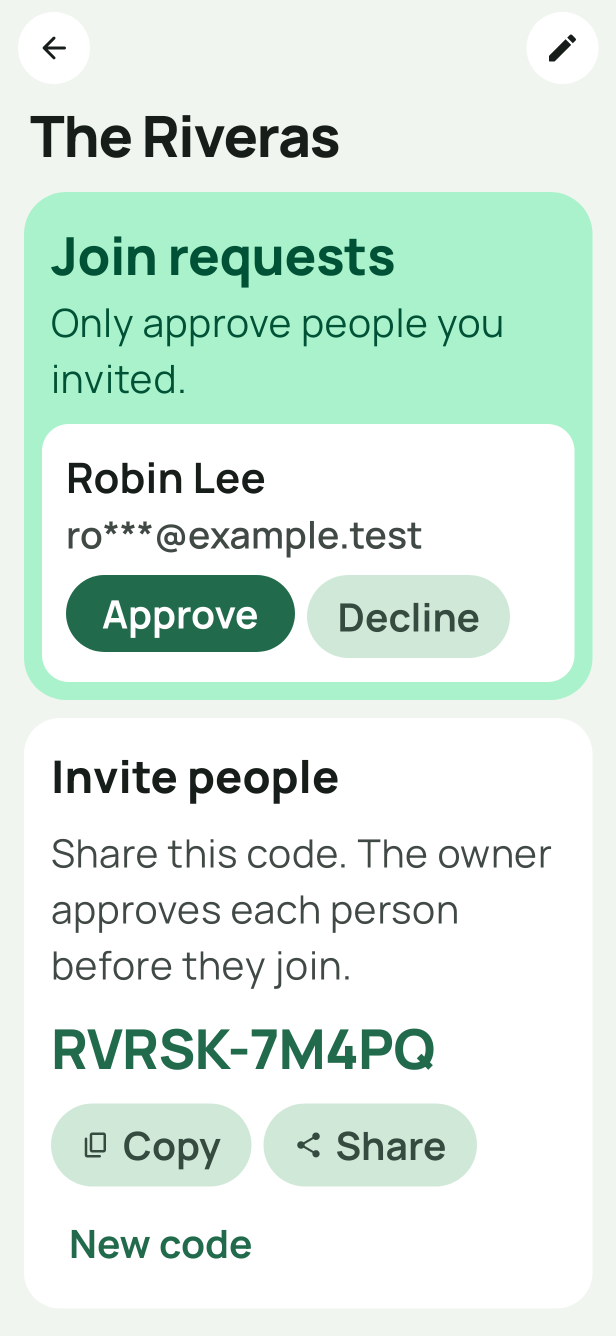 The Riveras
Join requests
Only approve people you
invited.
Robin Lee
ro***@example.test
Approve
Decline
Invite people
Share this code. The owner
approves each person
before they join.
RVRSK-7M4PQ
Copy
Share
New code